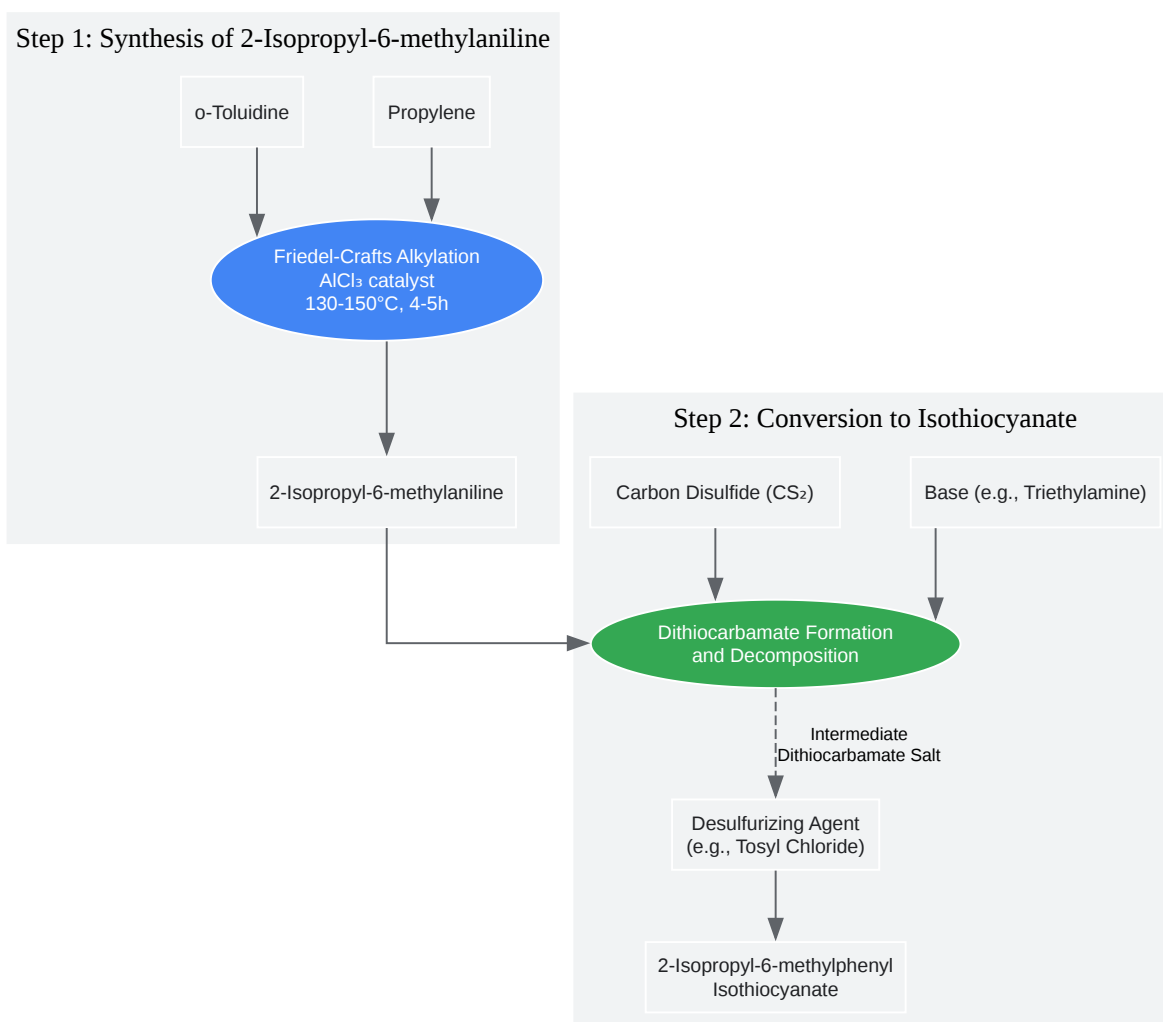 Step 1: Synthesis of 2-Isopropyl-6-methylaniline
o-Toluidine
Propylene
Friedel-Crafts Alkylation
AlCl₃ catalyst
130-150°C, 4-5h
2-Isopropyl-6-methylaniline
Step 2: Conversion to Isothiocyanate
Carbon Disulfide (CS₂)
Base (e.g., Triethylamine)
Dithiocarbamate Formation
and Decomposition
Intermediate
Dithiocarbamate Salt
Desulfurizing Agent
(e.g., Tosyl Chloride)
2-Isopropyl-6-methylphenyl
Isothiocyanate